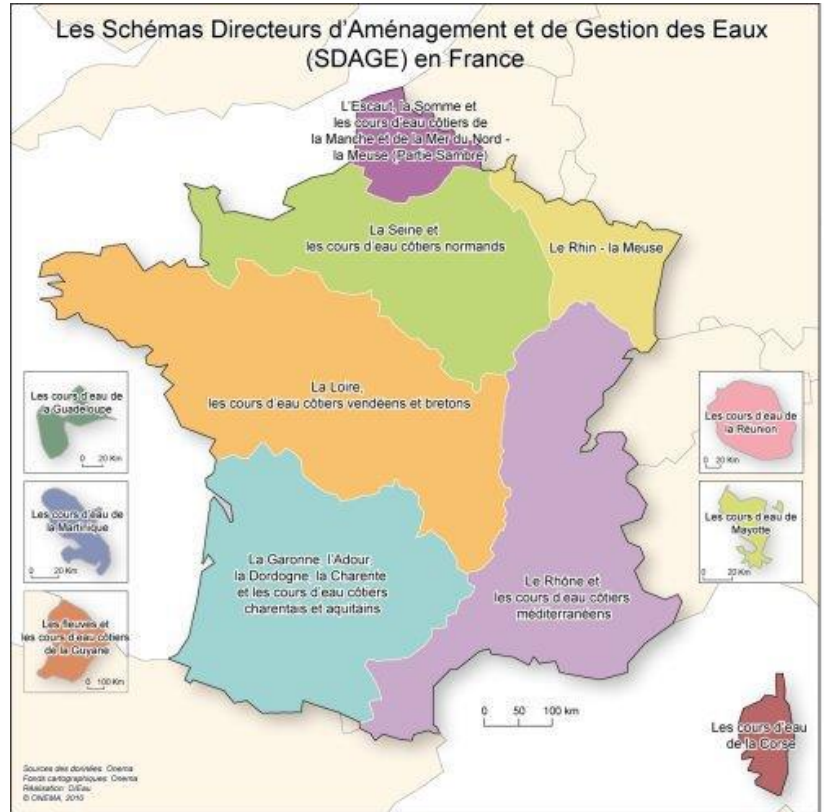 Les Schémas Directeurs d'Aménagement et de Gestion des Eaux
(SDAGE) en France
L'Escaut, la Somme et
les cours d'eau côtiers de
la Manche et de la Mer du Nord -
la Meuse (Partie Sambre)
La Seine et
les cours d'eau côtiers normands
Le Rhin - la Meuse
La Loire,
les cours d'eau côtiers vendéens et bretons
Les cours d'eau de
la Guadeloupe
0 20 Km
Les cours d'eau de
la Réunion
0 20 Km
Les cours d'eau de
la Martinique
0 20 Km
Les cours d'eau de
Mayotte
0 20 Km
La Garonne, l'Adour,
la Dordogne, la Charente
et les cours d'eau côtiers
charentais et aquitains
Le Rhône et
les cours d'eau côtiers
méditerranéens
Les fleuves et
les cours d'eau côtiers
de la Guyane
0 100 Km
0 50 100 km
Les cours d'eau
de la Corse
Sources des données: Onema
Fonds cartographiques: Onema
Réalisation: OIEau
© ONEMA, 2010